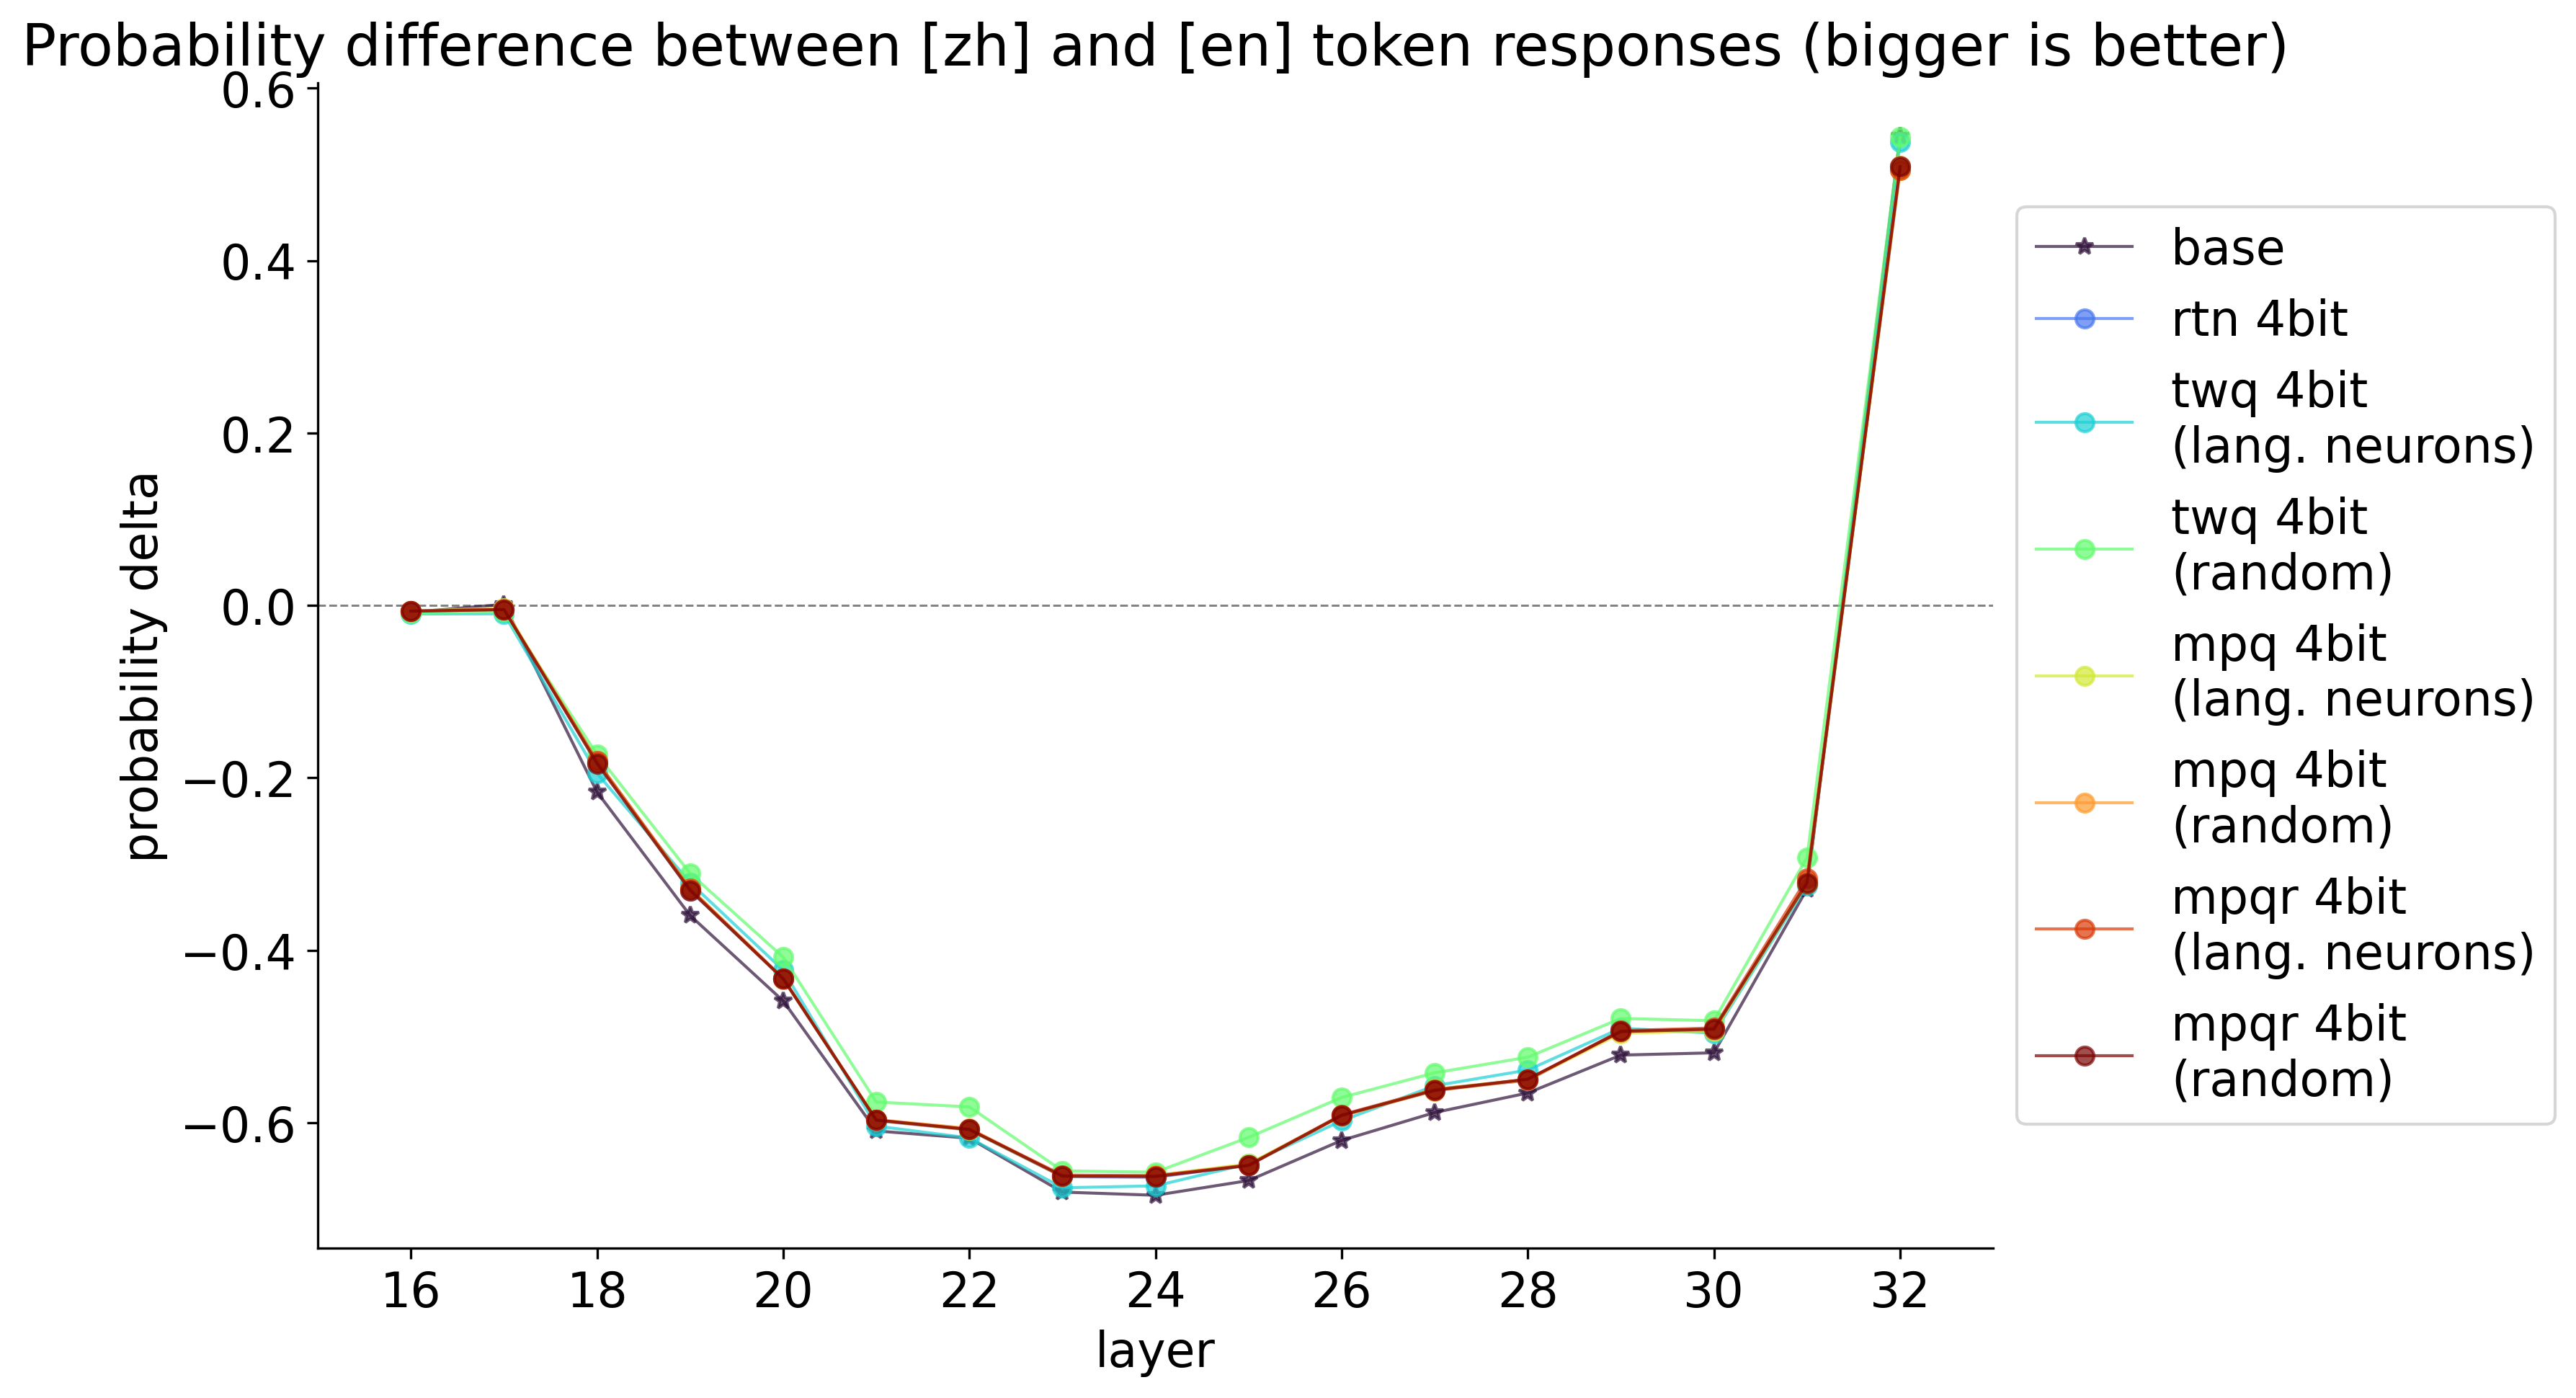 Probability difference between [zh] and [en] token responses (bigger is better)
0.6
0.4
0.2
0.0
−0.2
−0.4
−0.6
probability delta
16 18 20 22 24 26 28 30 32
layer
base
rtn 4bit
twq 4bit
(lang. neurons)
twq 4bit
(random)
mpq 4bit
(lang. neurons)
mpq 4bit
(random)
mpqr 4bit
(lang. neurons)
mpqr 4bit
(random)